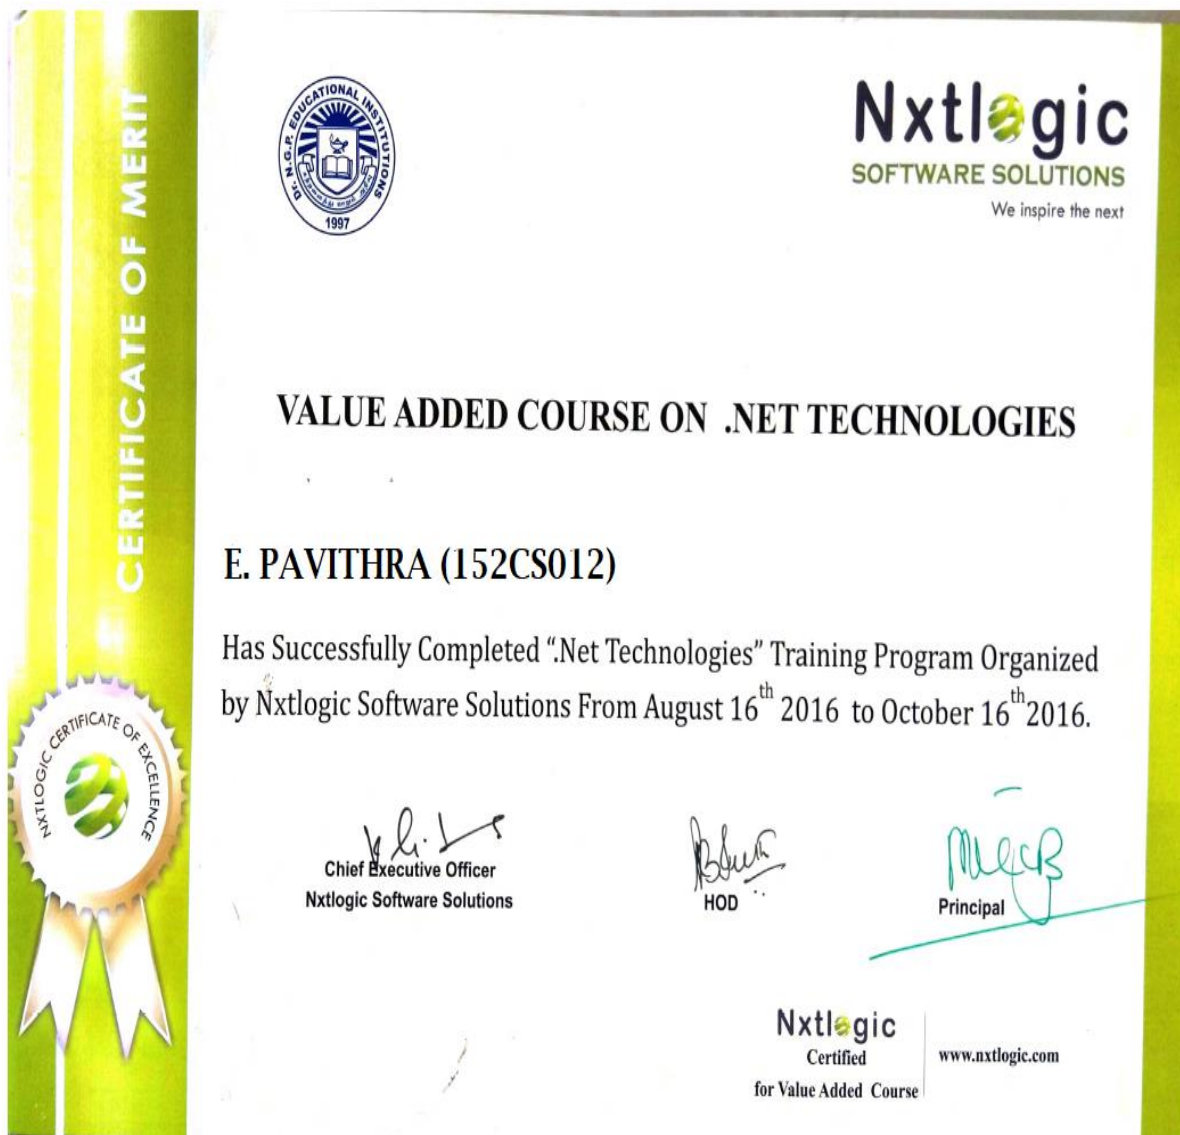 CERTIFICATE OF MERIT
Dr. N.G.P. EDUCATIONAL INSTITUTIONS
1997
Nxtlogic
SOFTWARE SOLUTIONS
We inspire the next
VALUE ADDED COURSE ON .NET TECHNOLOGIES
E. PAVITHRA (152CS012)
Has Successfully Completed “.Net Technologies” Training Program Organized
by Nxtlogic Software Solutions From August 16th 2016 to October 16th 2016.
NXTLOGIC CERTIFICATE OF EXCELLENCE
Chief Executive Officer
Nxtlogic Software Solutions
HOD
Principal
Nxtlogic
Certified
for Value Added Course
www.nxtlogic.com